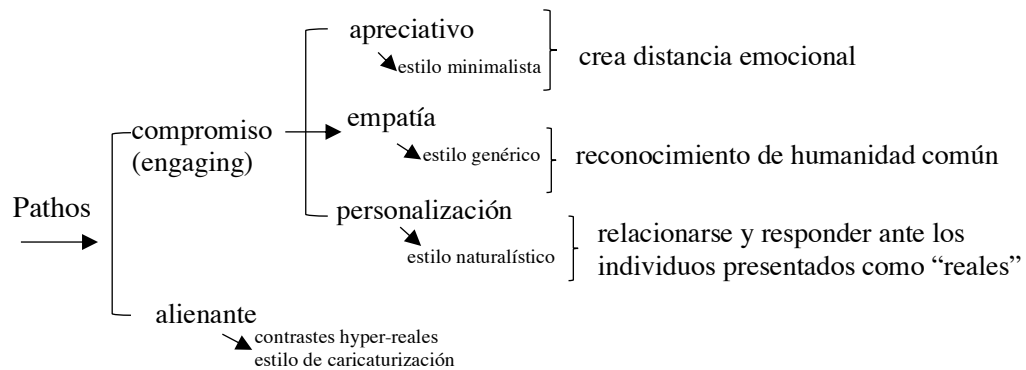 apreciativo
estilo minimalista
crea distancia emocional
compromiso
(engaging)
empatía
estilo genérico
reconocimiento de humanidad común
Pathos
personalización
estilo naturalístico
relacionarse y responder ante los
individuos presentados como “reales”
alienante
contrastes hyper-reales
estilo de caricaturización